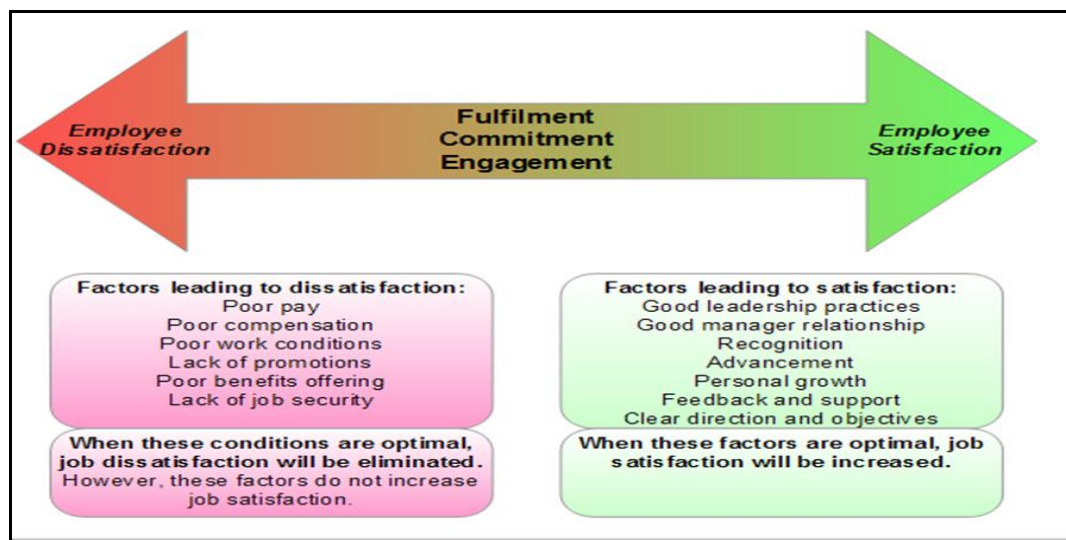 Employee
Dissatisfaction
Fulfilment
Commitment
Engagement
Employee
Satisfaction
Factors leading to dissatisfaction:
Poor pay
Poor compensation
Poor work conditions
Lack of promotions
Poor benefits offering
Lack of job security
When these conditions are optimal,
job dissatisfaction will be eliminated.
However, these factors do not increase
job satisfaction.
Factors leading to satisfaction:
Good leadership practices
Good manager relationship
Recognition
Advancement
Personal growth
Feedback and support
Clear direction and objectives
When these factors are optimal, job
satisfaction will be increased.